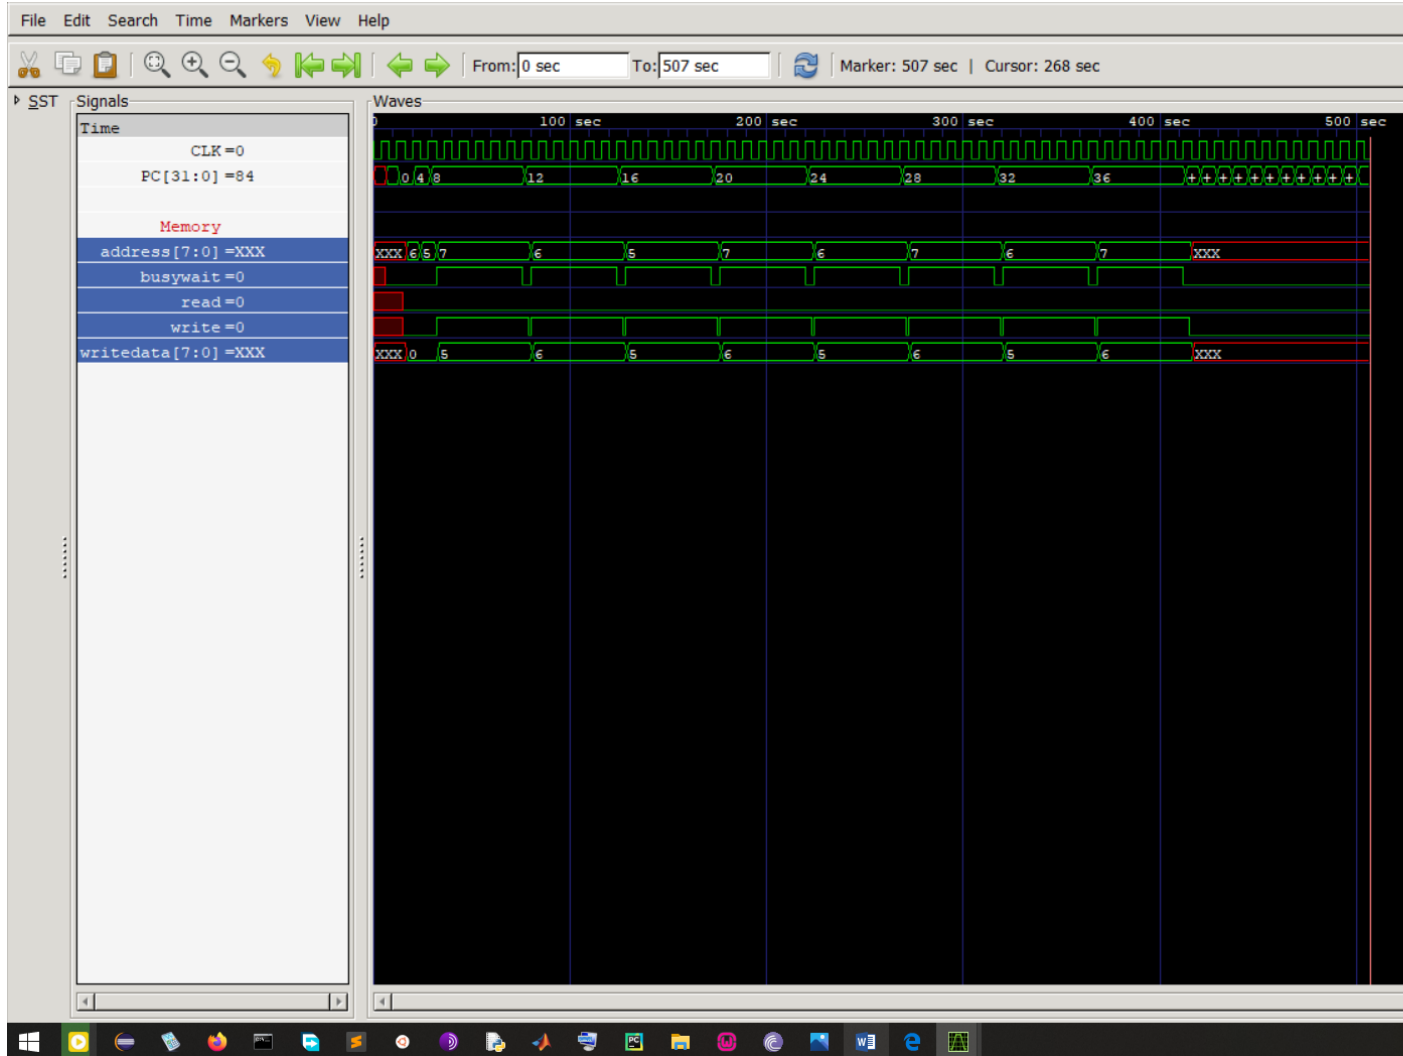 File Edit Search Time Markers View Help
From: 0 sec To: 507 sec Marker: 507 sec | Cursor: 268 sec
SST Signals Waves
Time 0 100 sec 200 sec 300 sec 400 sec 500 sec
CLK=0
PC[31:0] =84 0 4 8 12 16 20 24 28 32 36 + + + + + + + + + + +
Memory
address[7:0] =XXX XXX 6 5 7 6 5 7 6 7 6 7 XXX
busywait=0
read=0
write=0
writedata[7:0] =XXX XXX 0 5 6 5 6 5 6 5 6 XXX